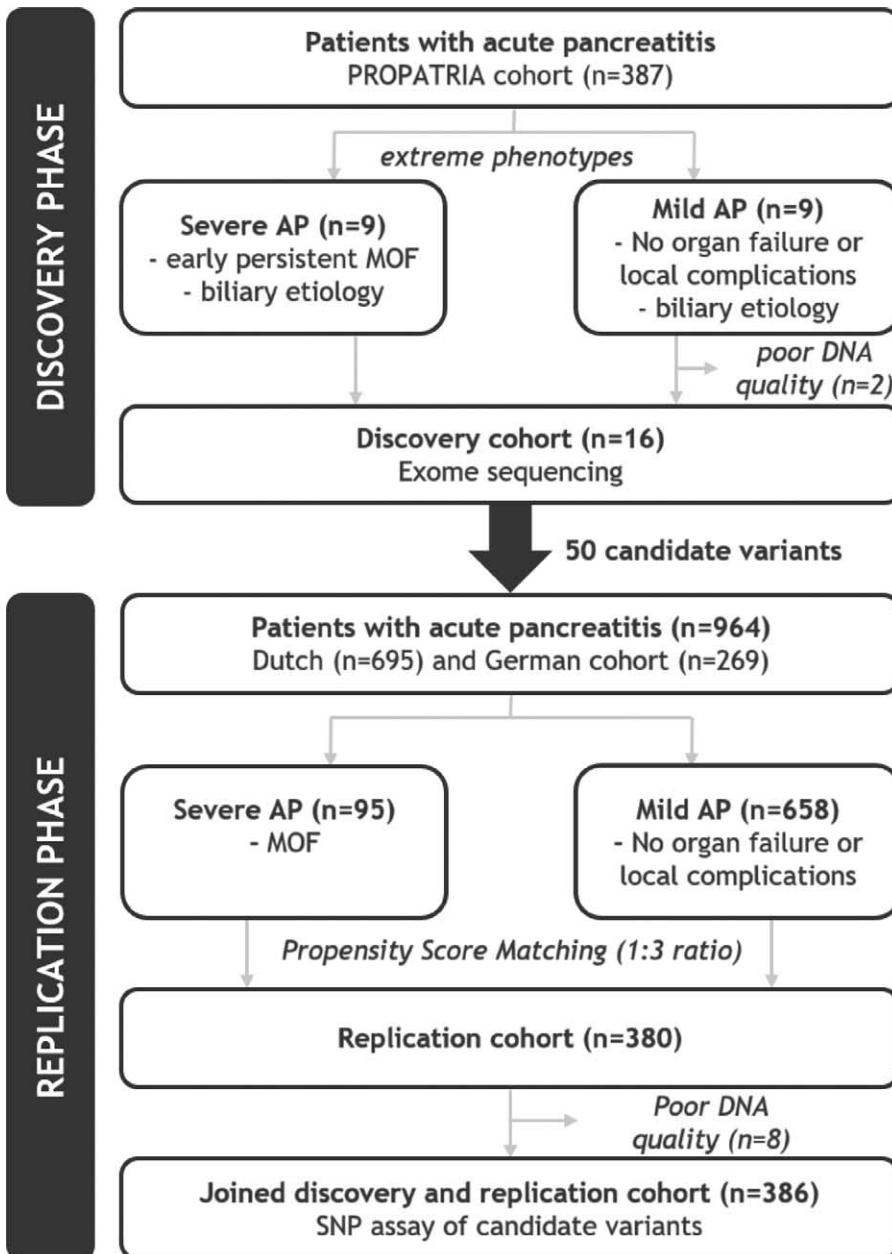 DISCOVERY PHASE
Patients with acute pancreatitis
PROPATRIA cohort (n=387)
extreme phenotypes
Severe AP (n=9)
- early persistent MOF
- biliary etiology
Mild AP (n=9)
- No organ failure or
local complications
- biliary etiology
poor DNA
quality (n=2)
Discovery cohort (n=16)
Exome sequencing
50 candidate variants
REPLICATION PHASE
Patients with acute pancreatitis (n=964)
Dutch (n=695) and German cohort (n=269)
Severe AP (n=95)
- MOF
Mild AP (n=658)
- No organ failure or
local complications
Propensity Score Matching (1:3 ratio)
Replication cohort (n=380)
Poor DNA
quality (n=8)
Joined discovery and replication cohort (n=386)
SNP assay of candidate variants